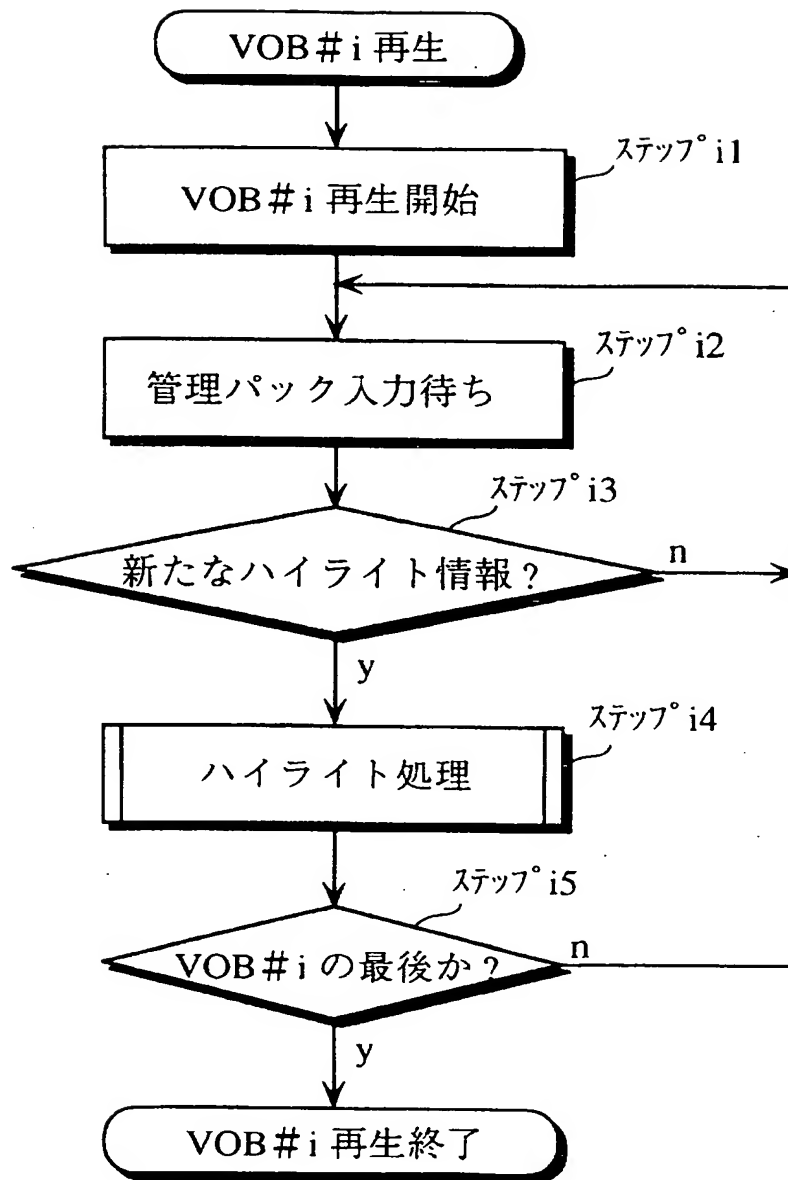 VOB＃i 再生
ステップ i1
VOB＃i 再生開始
ステップ i2
管理パック入力待ち
ステップ i3
新たなハイライト情報？
n
y
ステップ i4
ハイライト処理
ステップ i5
VOB＃i の最後か？
n
y
VOB＃i 再生終了